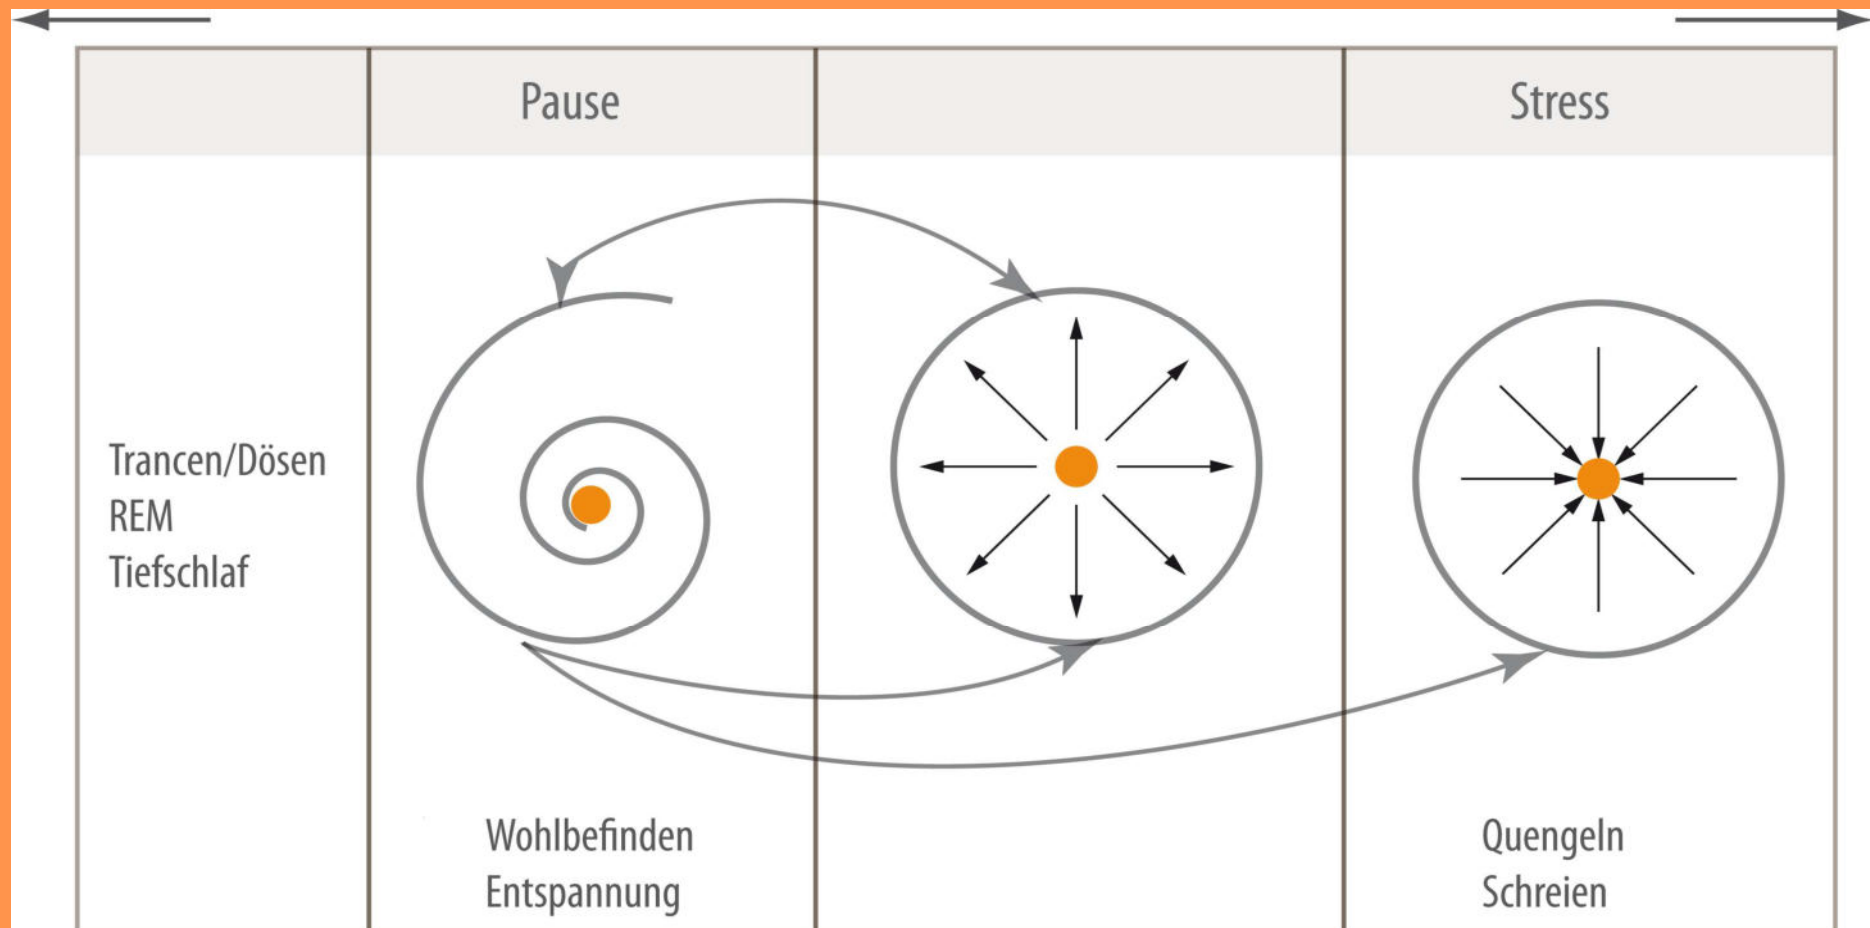 Pause
Stress
Trancen/Dösen
REM
Tiefschlaf
Wohlbefinden
Entspannung
Quengeln
Schreien